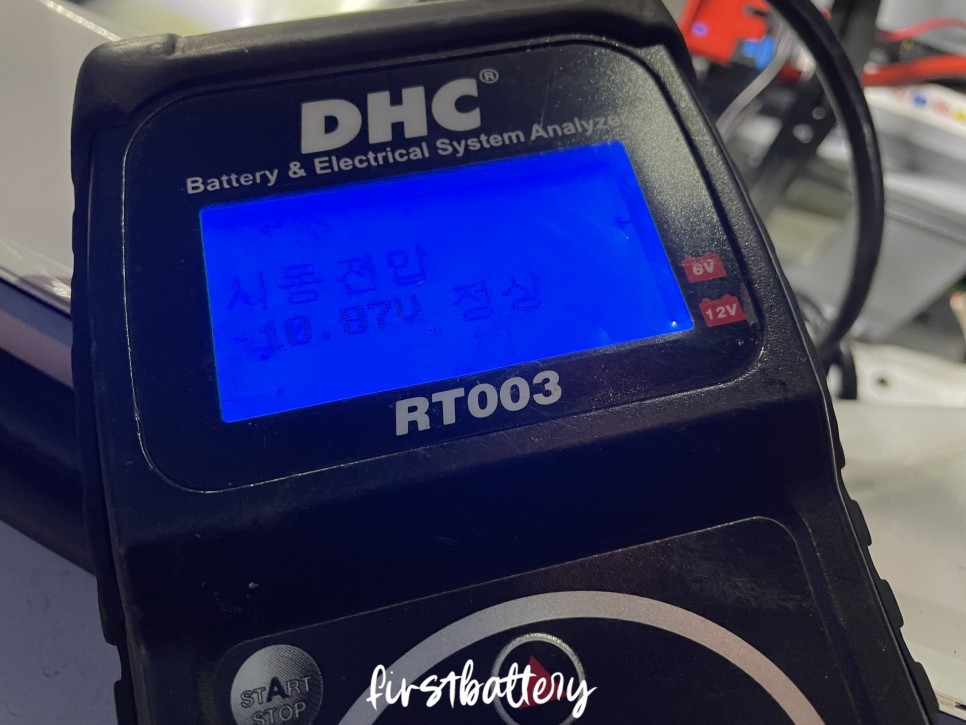 DHC®
Battery & Electrical System Analyzer
시동전압
10.87V 정상
6V
12V
RT003
START
STOP
firstbattery